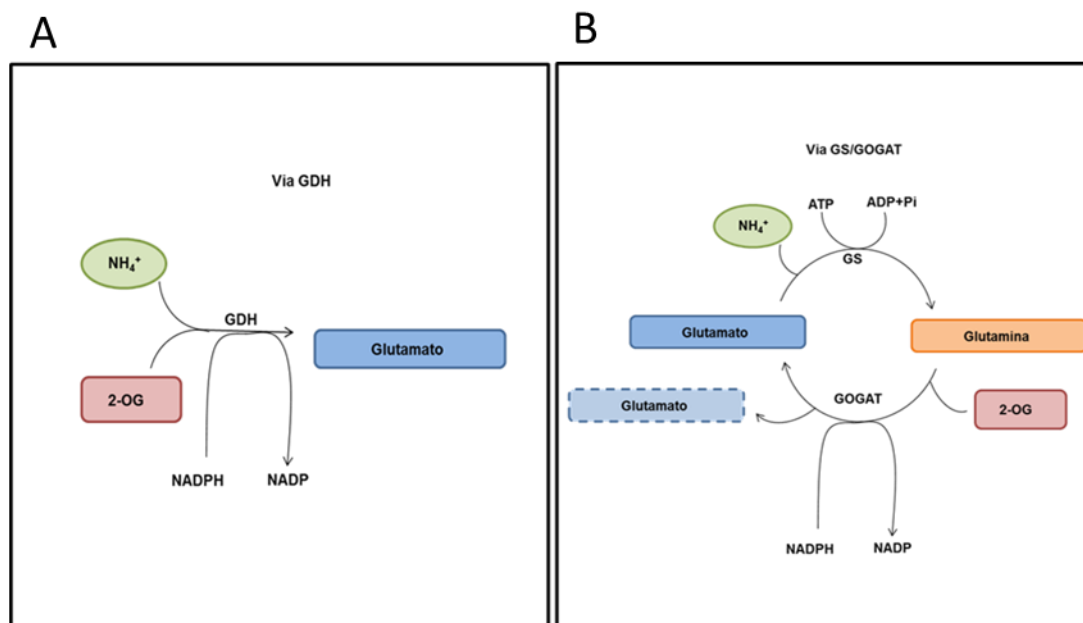 A
Via GDH
NH₄⁺
GDH
Glutamato
2-OG
NADPH
NADP
B
Via GS/GOGAT
ATP
ADP+Pi
NH₄⁺
GS
Glutamato
Glutamina
Glutamato
GOGAT
2-OG
NADPH
NADP